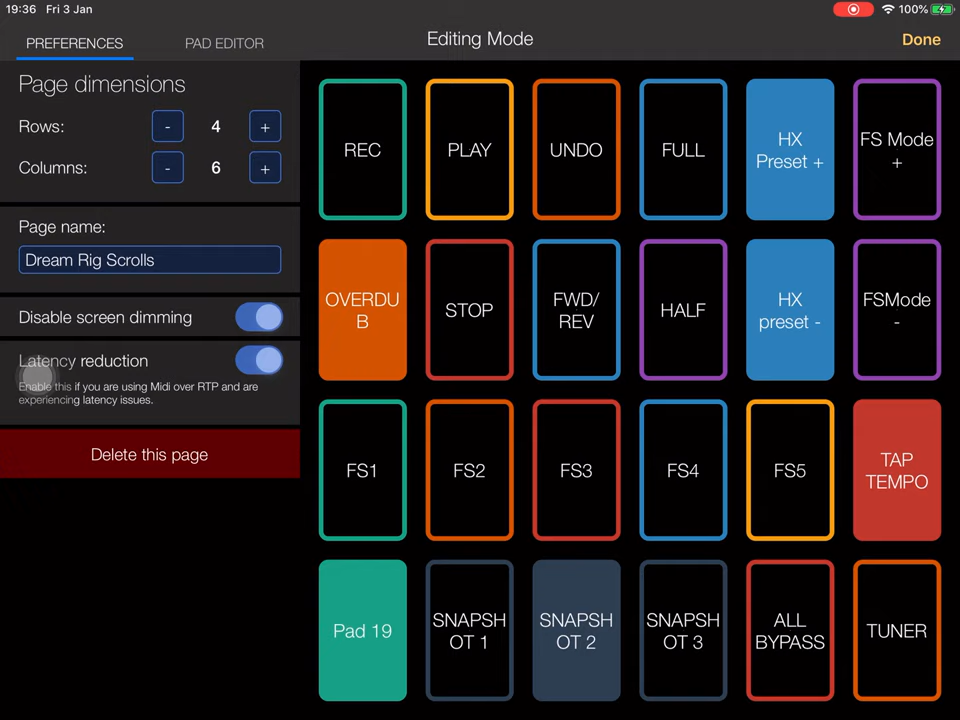 19:36 Fri 3 Jan
100%
PREFERENCES
PAD EDITOR
Editing Mode
Done
Page dimensions
Rows:
-
4
+
Columns:
-
6
+
Page name:
Dream Rig Scrolls
Disable screen dimming
Latency reduction
Enable this if you are using Midi over RTP and are
experiencing latency issues.
Delete this page
REC
PLAY
UNDO
FULL
HX
Preset +
FS Mode
+
OVERDU
B
STOP
FWD/
REV
HALF
HX
preset -
FSMode
-
FS1
FS2
FS3
FS4
FS5
TAP
TEMPO
Pad 19
SNAPSH
OT 1
SNAPSH
OT 2
SNAPSH
OT 3
ALL
BYPASS
TUNER